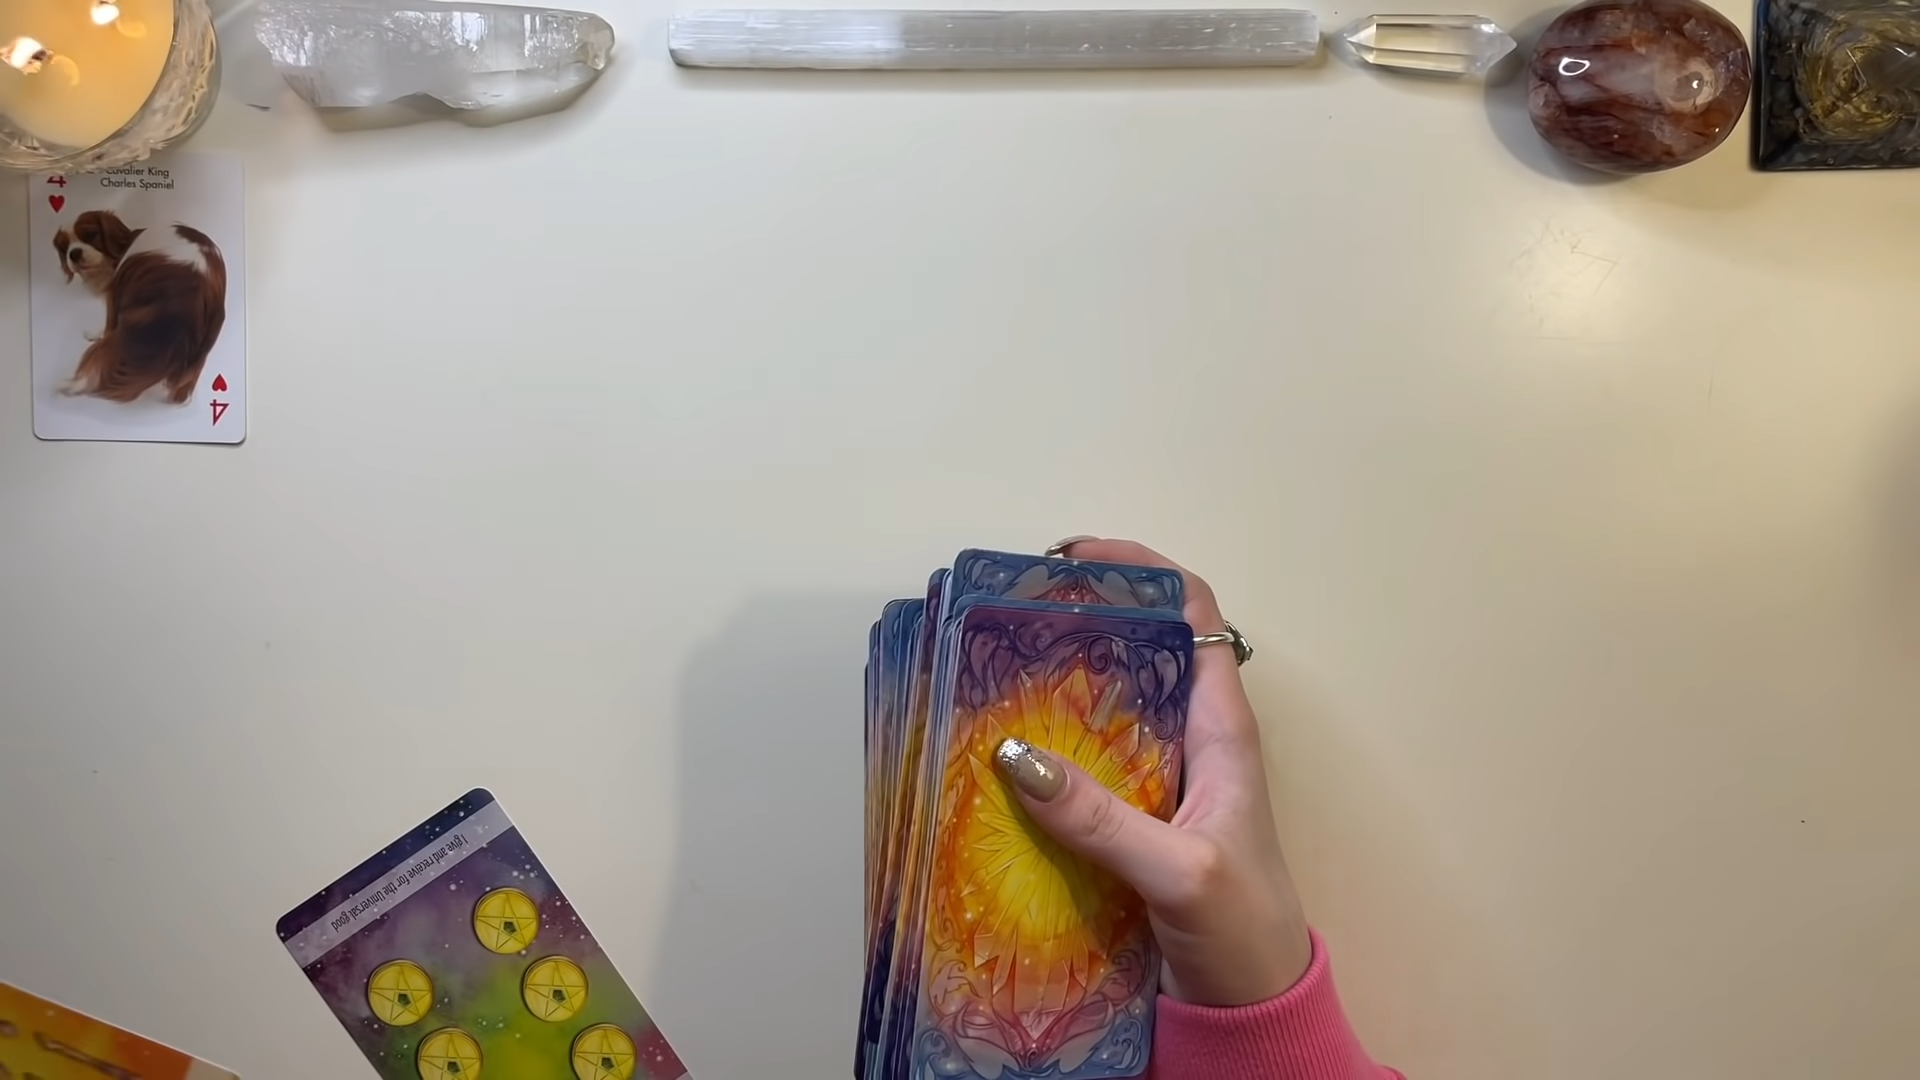 4
Cavalier King
Charles Spaniel
4
I give and receive for the Universal good